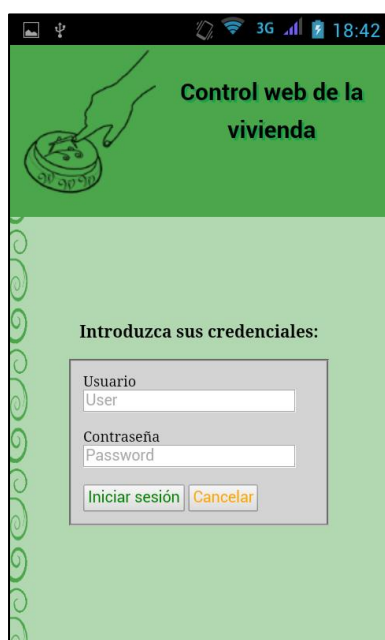 3G 18:42
Control web de la
vivienda
Introduzca sus credenciales:
Usuario
User
Contraseña
Password
Iniciar sesión Cancelar